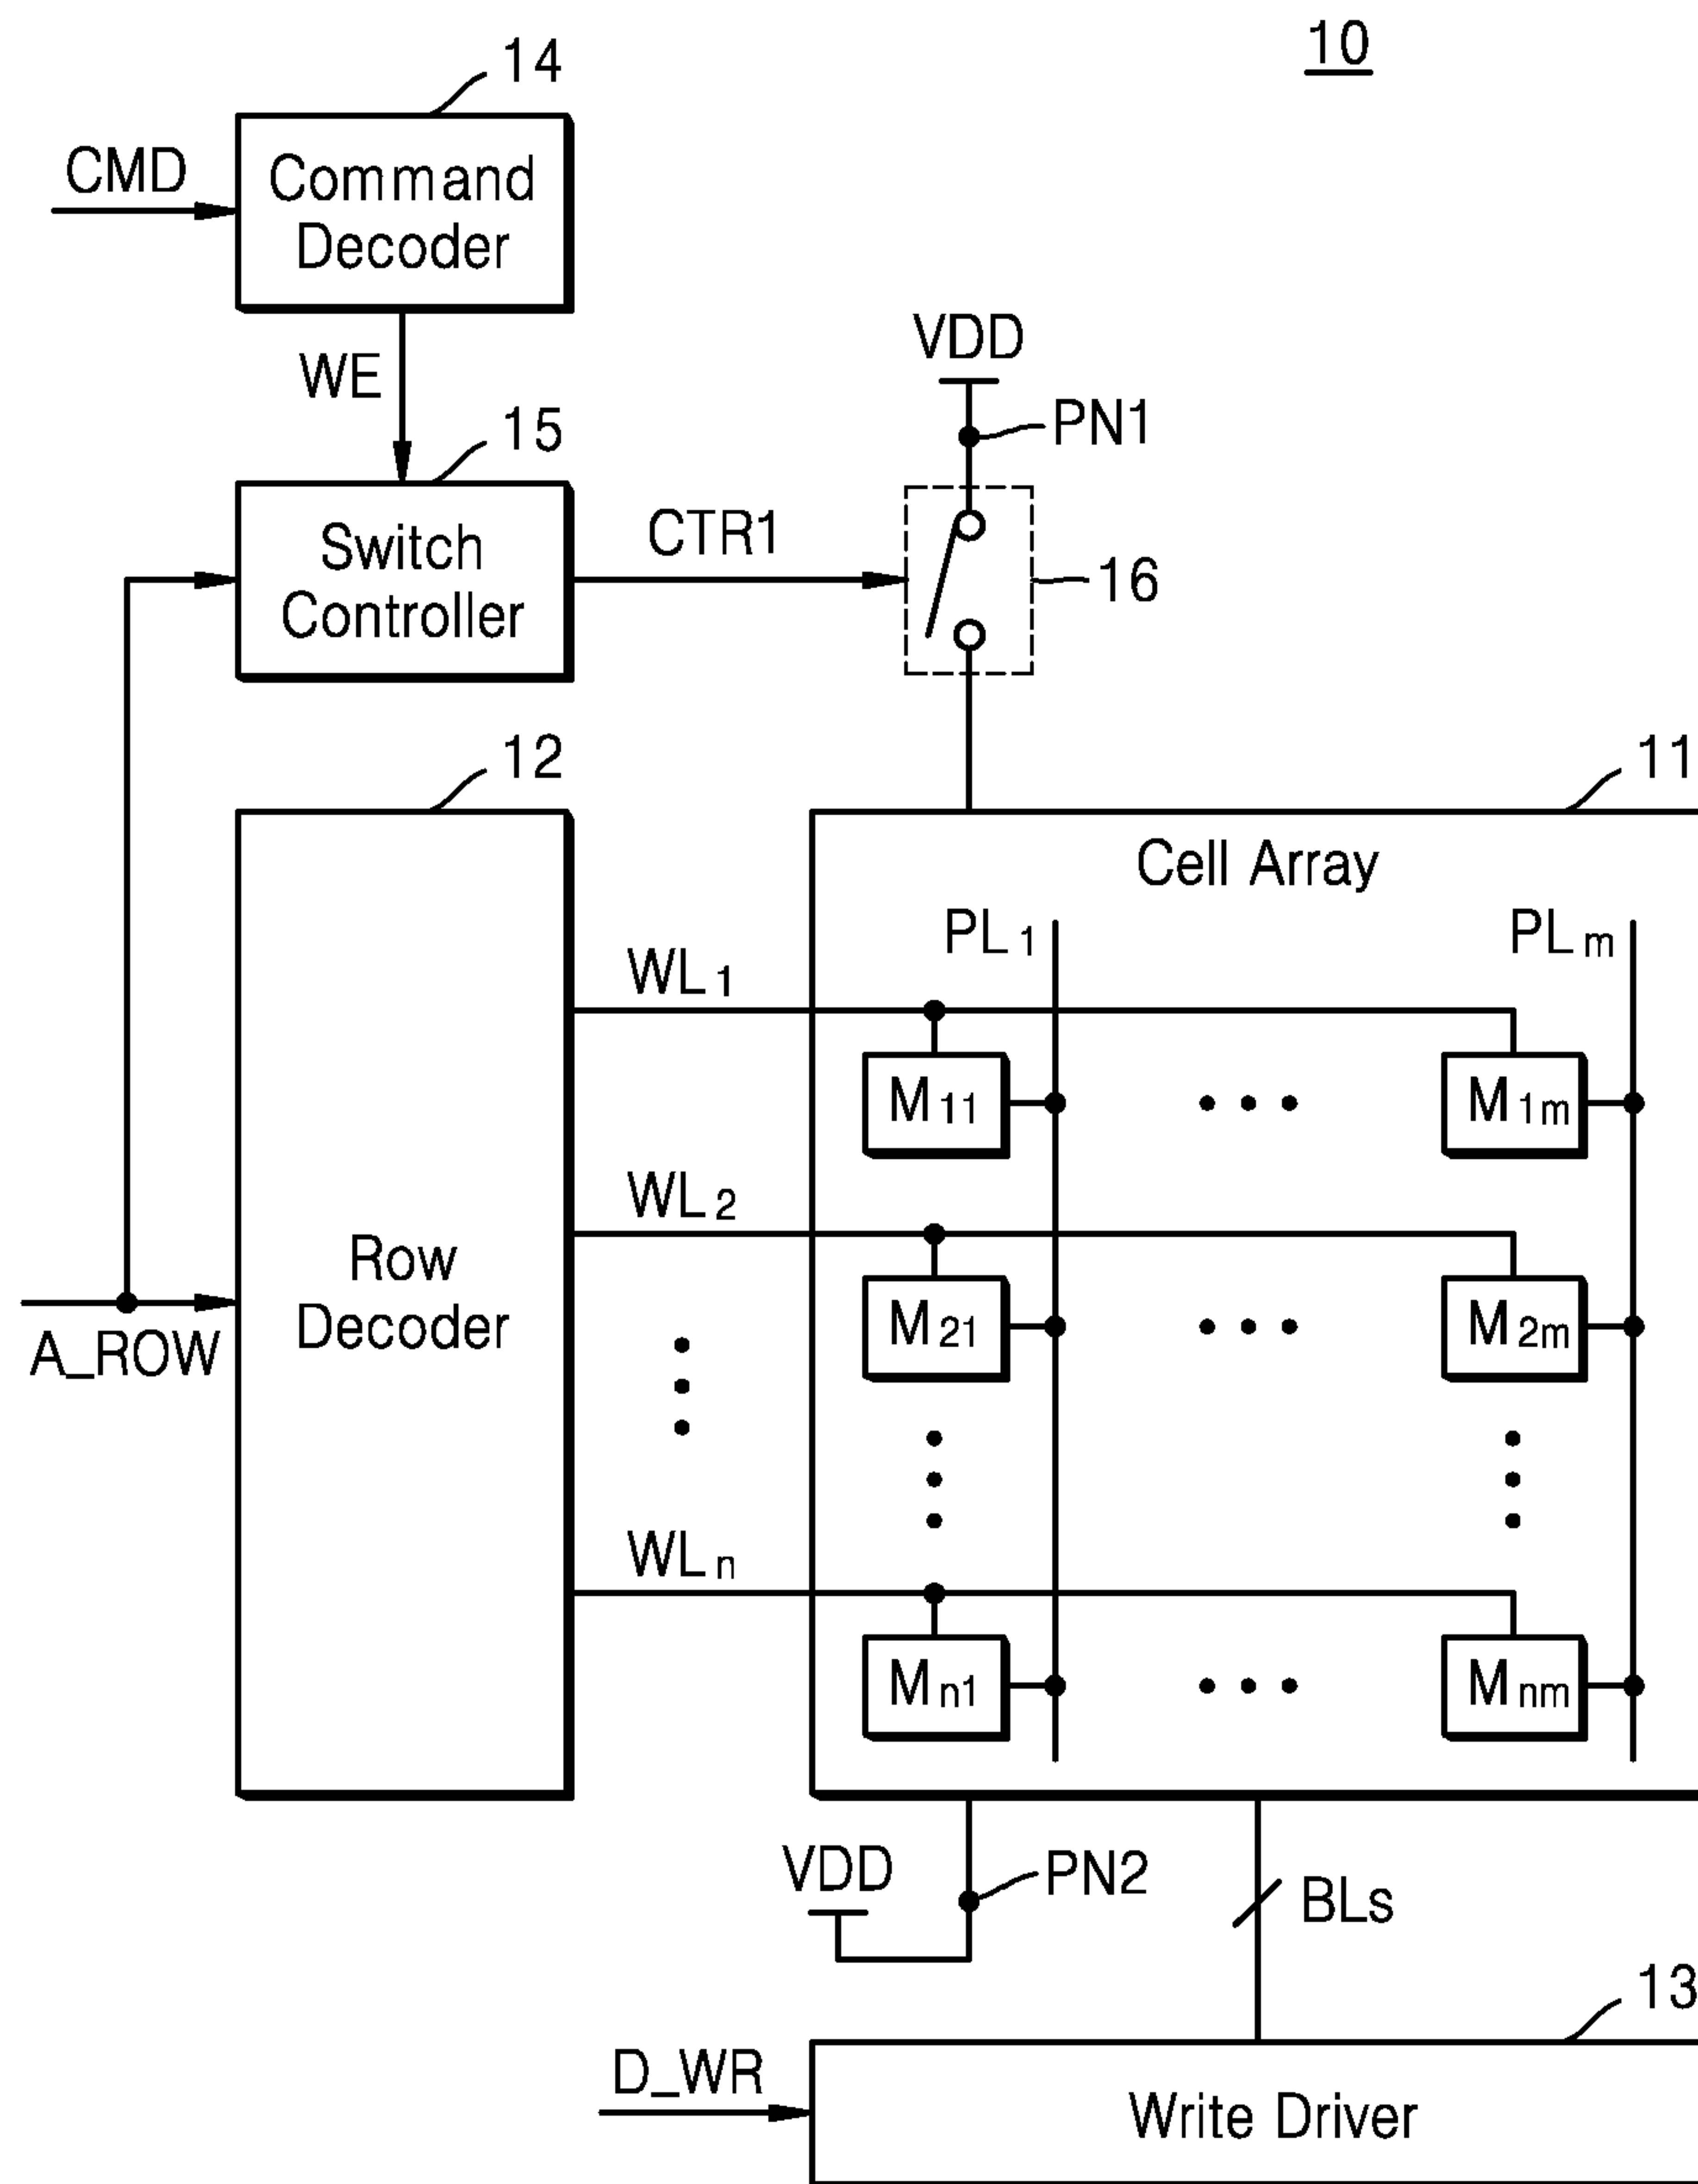 10
14
CMD
Command
Decoder
WE
VDD
PN1
15
CTR1
Switch
Controller
16
12
11
Cell Array
PL1
PLm
WL1
M11
M1m
WL2
Row
Decoder
M21
M2m
A_ROW
WLn
Mn1
Mnm
VDD
PN2
BLs
13
D_WR
Write Driver